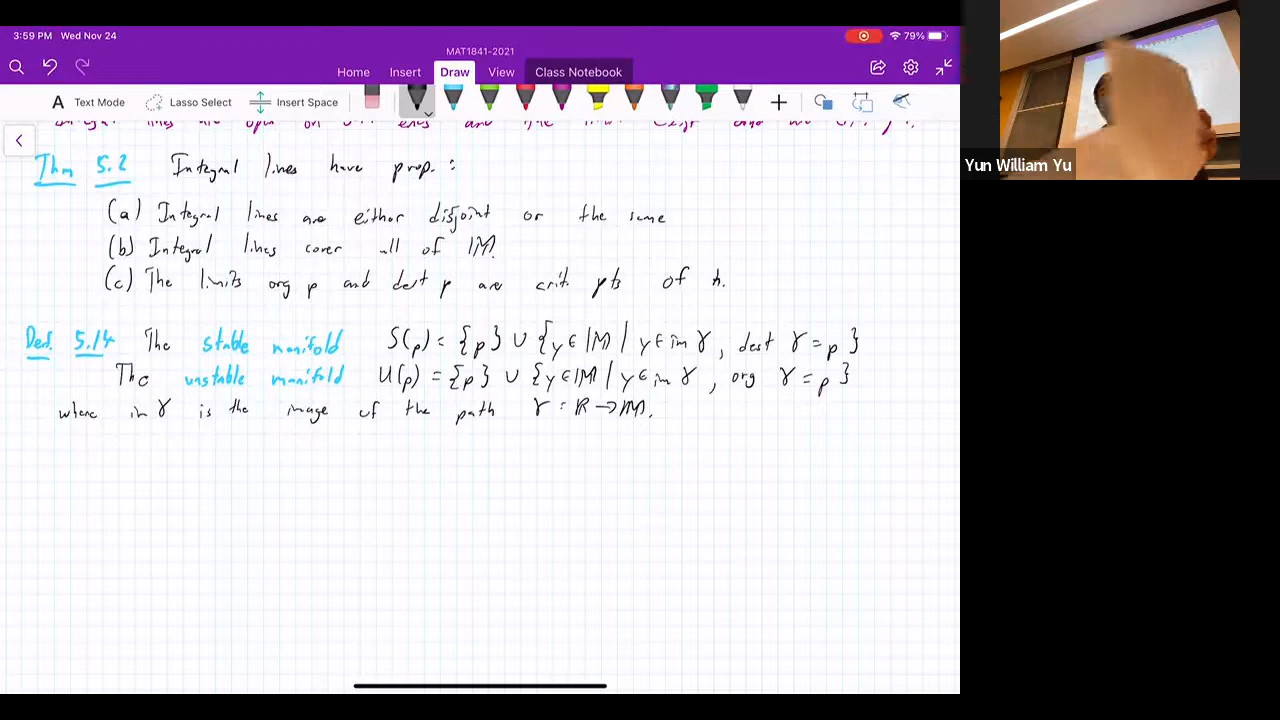 3:59 PM Wed Nov 24
79%
MAT1841-2021
Home Insert Draw View Class Notebook
Text Mode Lasso Select Insert Space
Thm 5.2 Integral lines have prop. :
(a) Integral lines are either disjoint or the same
(b) Integral lines cover all of |M|.
(c) The limits org p and dest p are crit. pts of h.
Def. 5.14 The stable manifold S(p) = {p} ∪ {y ∈ |M| | y ∈ im γ, dest γ = p}
The unstable manifold U(p) = {p} ∪ {y ∈ |M| | y ∈ im γ, org γ = p}
where im γ is the image of the path γ : R → M.
Yun William Yu